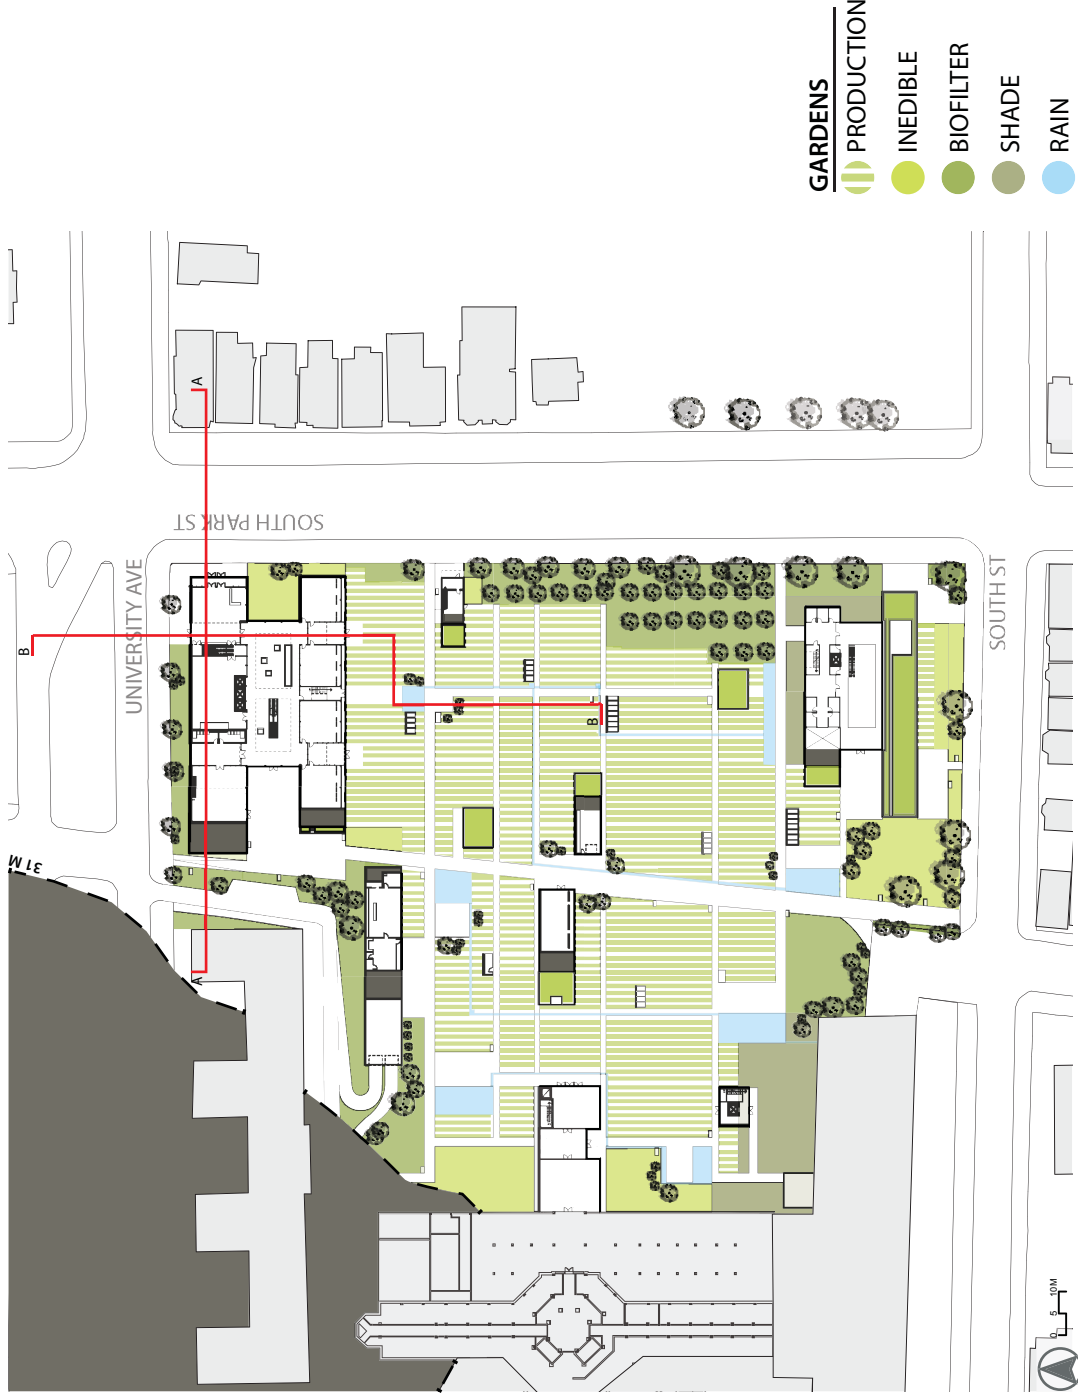 GARDENS
PRODUCTION
INEDIBLE
BIOFILTER
SHADE
RAIN
A
SOUTH PARK ST
UNIVERSITY AVE
SOUTH ST
B
B
31 M
A
0 5 10M